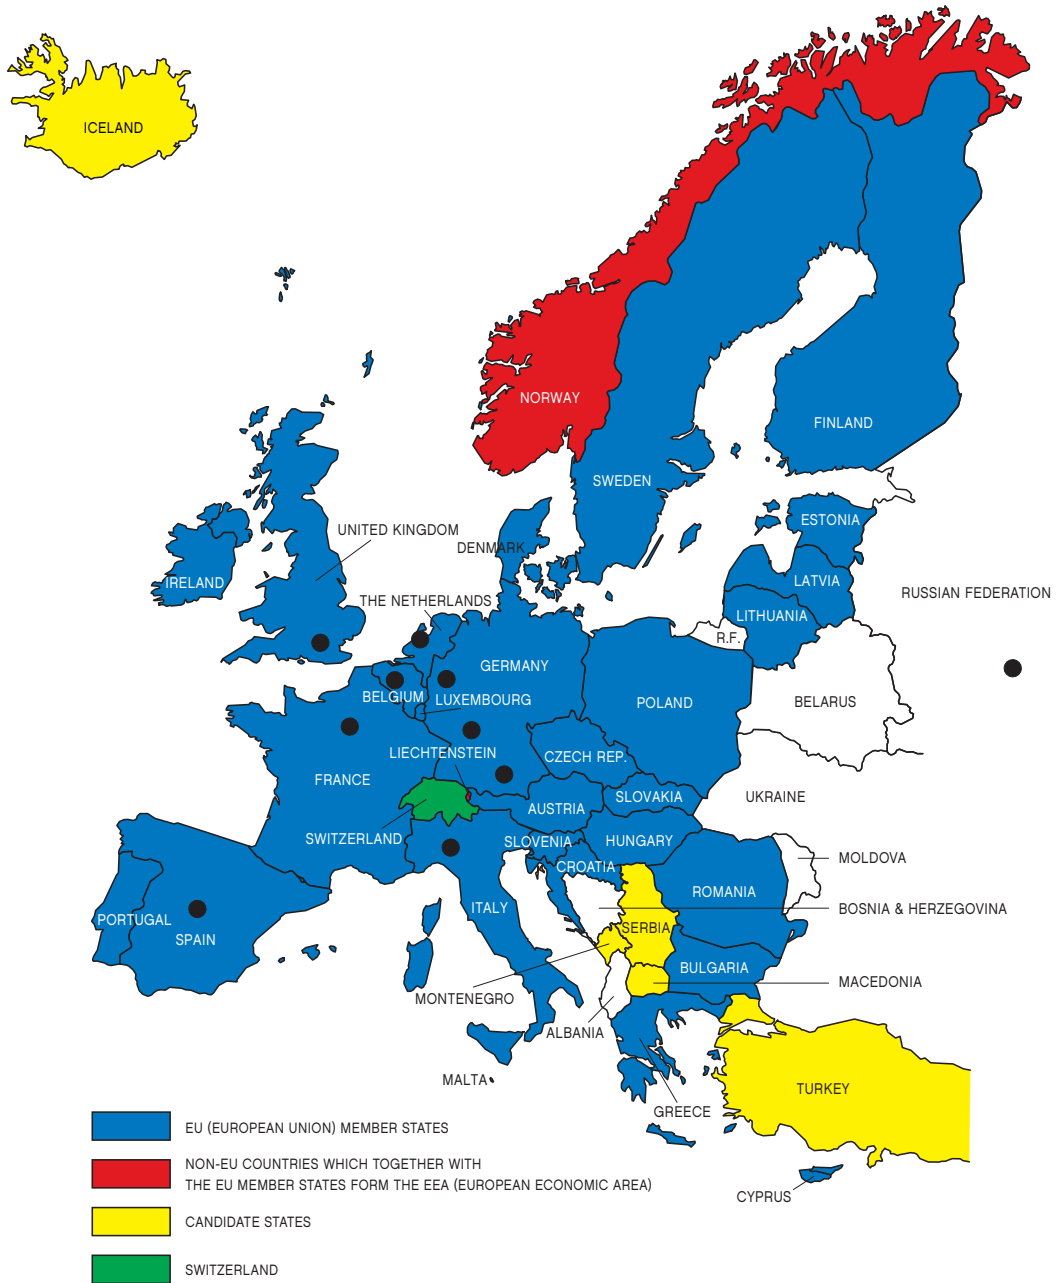 ICELAND
NORWAY
FINLAND
SWEDEN
ESTONIA
UNITED KINGDOM
DENMARK
IRELAND
LATVIA
RUSSIAN FEDERATION
THE NETHERLANDS
LITHUANIA
R.F.
GERMANY
BELGIUM
LUXEMBOURG
POLAND
BELARUS
LIECHTENSTEIN
CZECH REP.
FRANCE
AUSTRIA
SLOVAKIA
UKRAINE
SWITZERLAND
SLOVENIA
HUNGARY
CROATIA
MOLDOVA
ROMANIA
PORTUGAL
ITALY
BOSNIA & HERZEGOVINA
SPAIN
SERBIA
BULGARIA
MACEDONIA
MONTENEGRO
ALBANIA
MALTA
TURKEY
GREECE
CYPRUS
EU (EUROPEAN UNION) MEMBER STATES
NON-EU COUNTRIES WHICH TOGETHER WITH
THE EU MEMBER STATES FORM THE EEA (EUROPEAN ECONOMIC AREA)
CANDIDATE STATES
SWITZERLAND